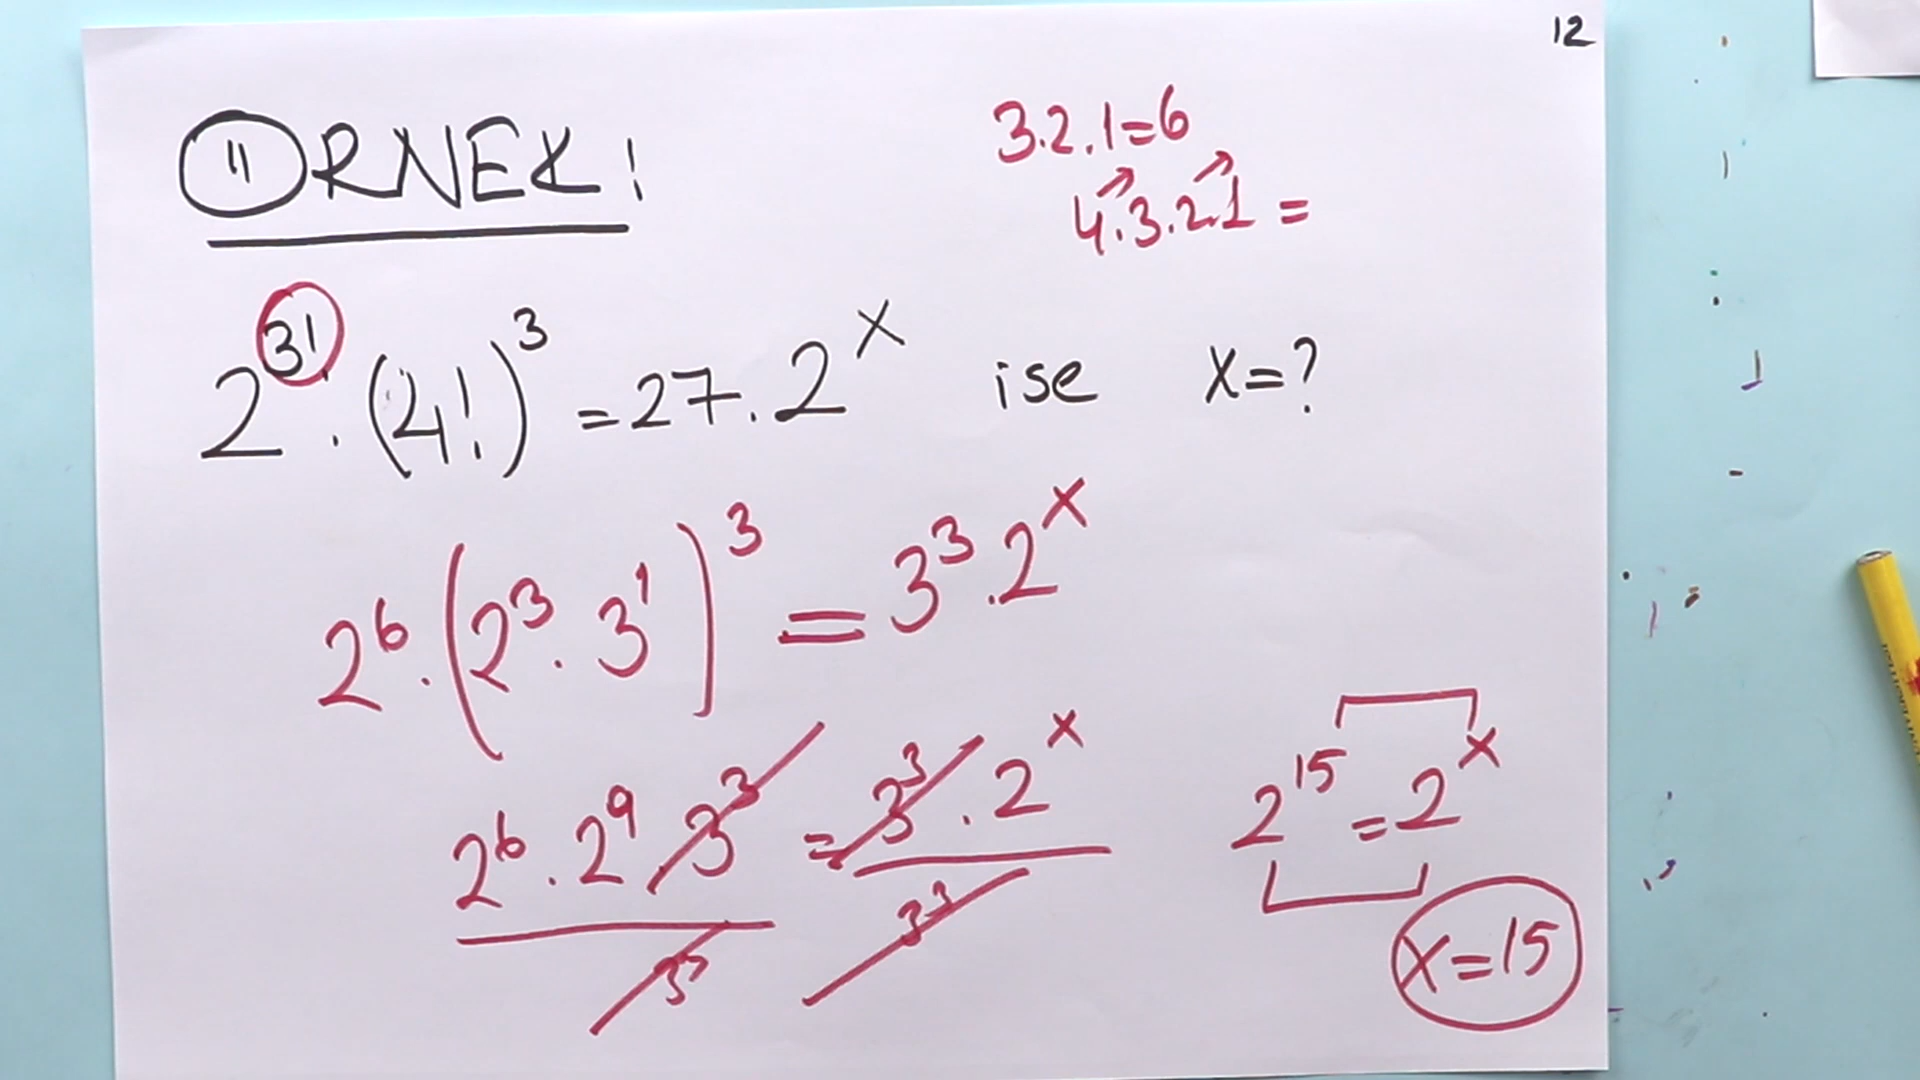 12
ÖRNEK!
3.2.1=6
4.3.2.1=
2^3! . (4!)^3 = 27 . 2^x ise x=?
2^6 . (2^3 . 3^1)^3 = 3^3 . 2^x
2^6 . 2^9 3^3 = 3^3 . 2^x
3^3 3^3
2^15 = 2^x
x=15